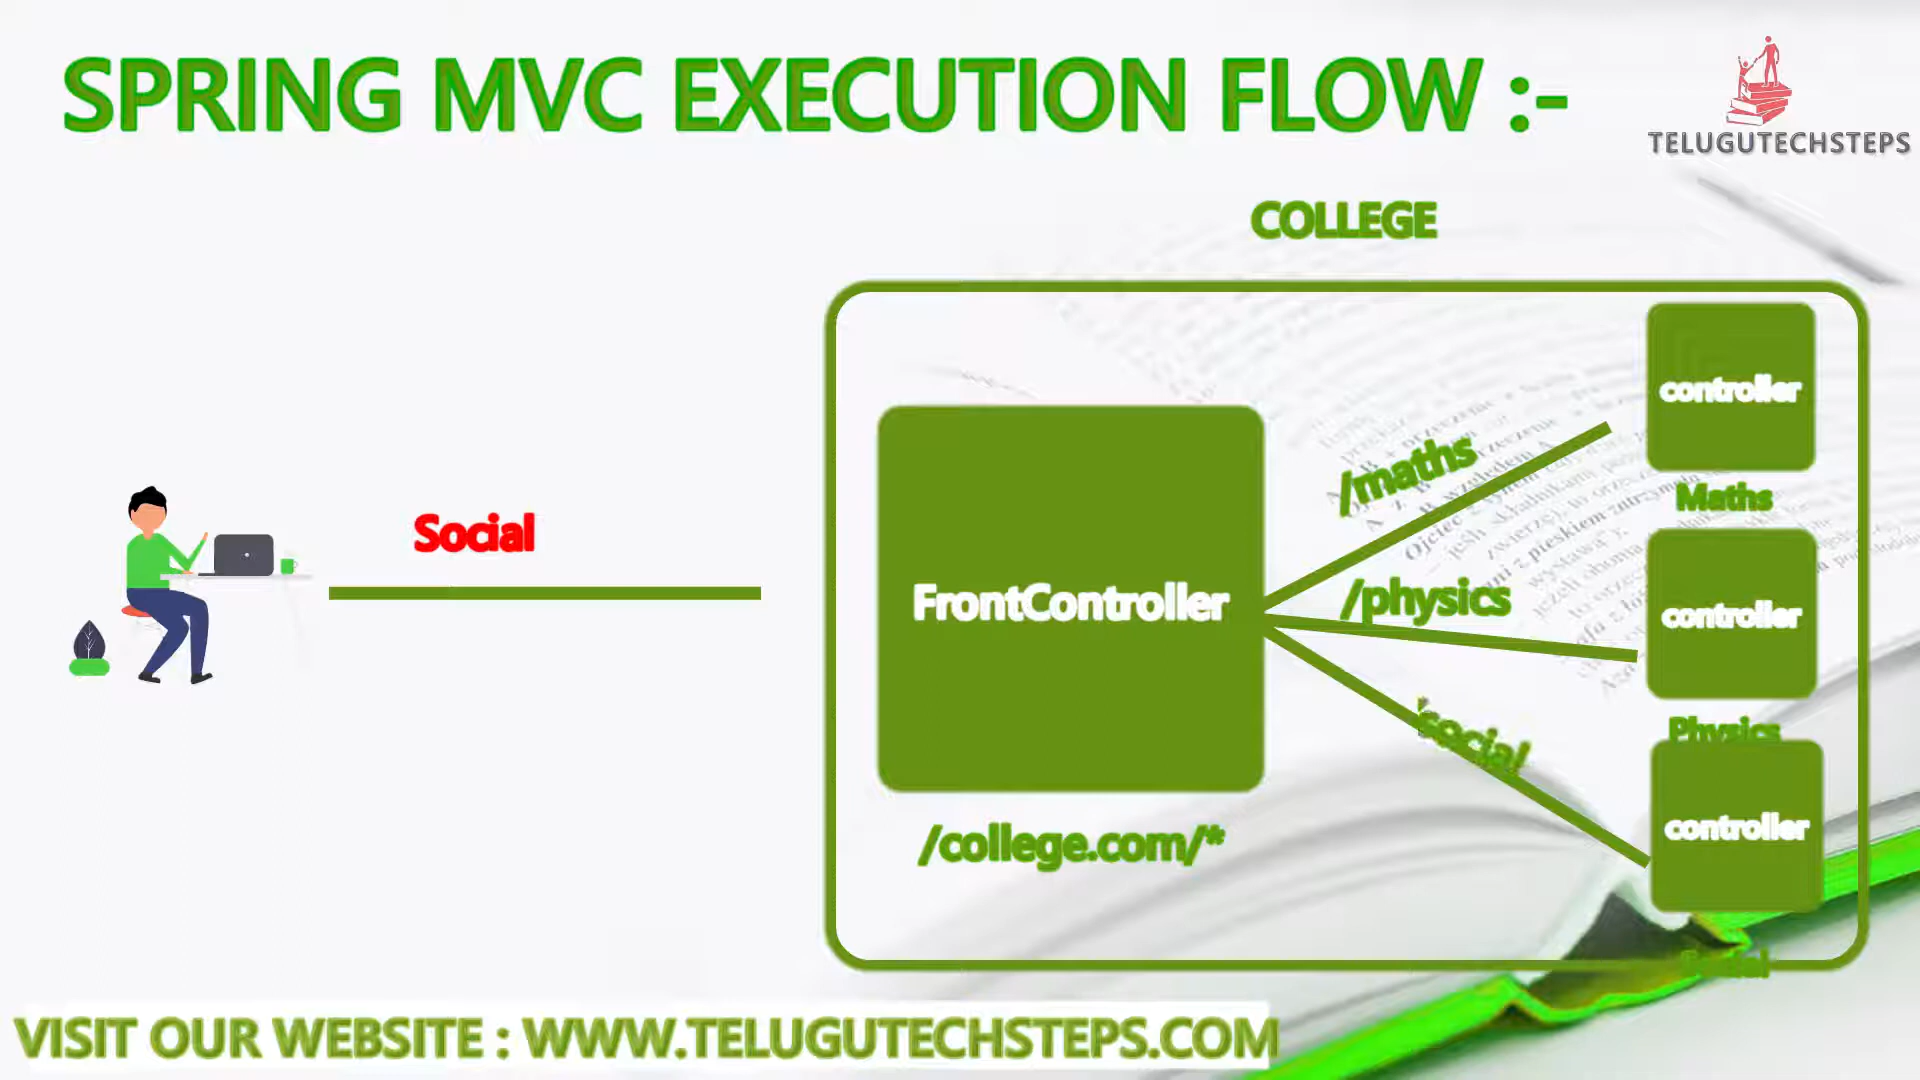 SPRING MVC EXECUTION FLOW :-
TELUGUTECHSTEPS
COLLEGE
controller
/maths
Maths
Social
FrontController
/physics
controller
Physics
social
controller
/college.com/*
VISIT OUR WEBSITE : WWW.TELUGUTECHSTEPS.COM